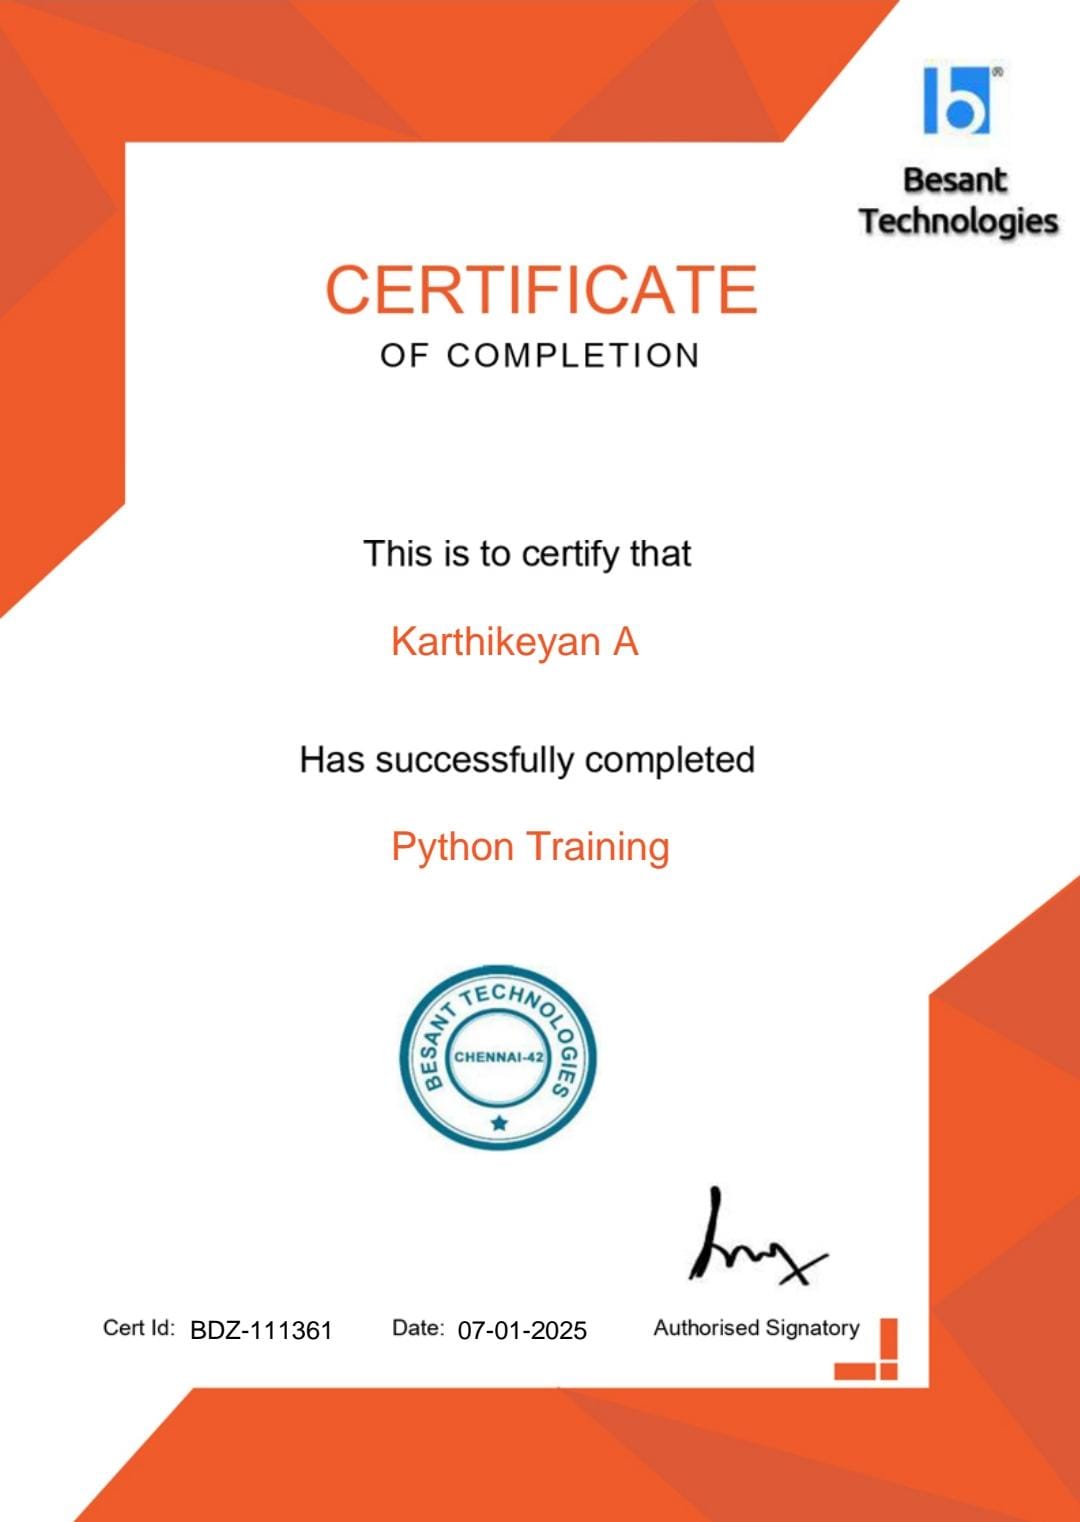 b®
Besant
Technologies
CERTIFICATE
OF COMPLETION
This is to certify that
Karthikeyan A
Has successfully completed
Python Training
BESANT TECHNOLOGIES
CHENNAI-42
Cert Id: BDZ-111361 Date: 07-01-2025 Authorised Signatory